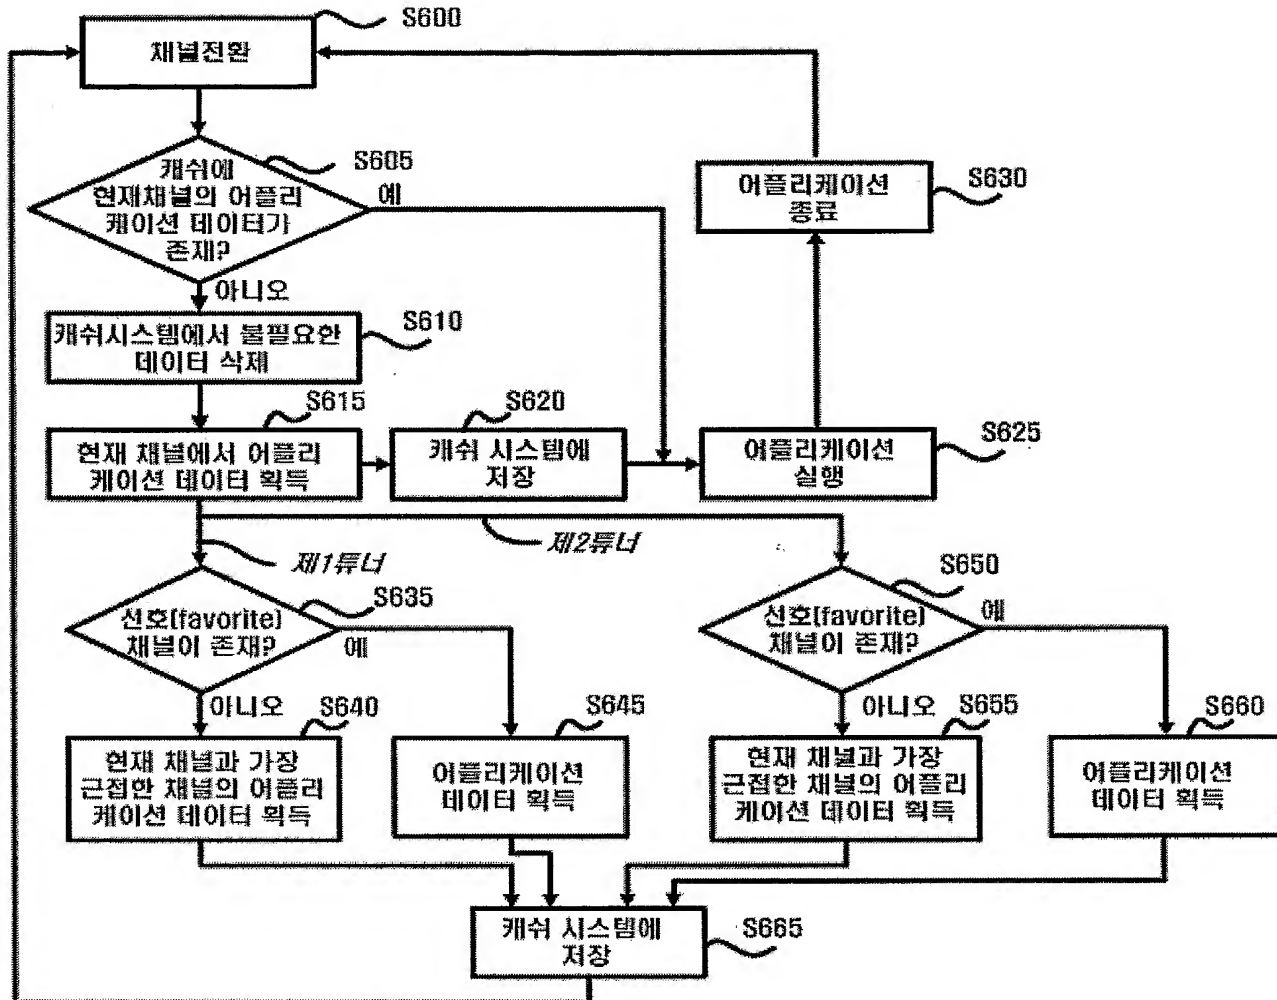 S600
채널전환
S605
캐쉬에
현재채널의 어플리
케이션 데이터가
존재?
예
아니오
S630
어플리케이션
종료
S610
캐쉬시스템에서 불필요한
데이터 삭제
S615
현재 채널에서 어플리
케이션 데이터 획득
S620
캐쉬 시스템에
저장
S625
어플리케이션
실행
제1튜너
제2튜너
S635
선호(favorite)
채널이 존재?
예
아니오
S650
선호(favorite)
채널이 존재?
예
아니오
S640
현재 채널과 가장
근접한 채널의 어플리
케이션 데이터 획득
S645
어플리케이션
데이터 획득
S655
현재 채널과 가장
근접한 채널의 어플리
케이션 데이터 획득
S660
어플리케이션
데이터 획득
캐쉬 시스템에
저장
S665